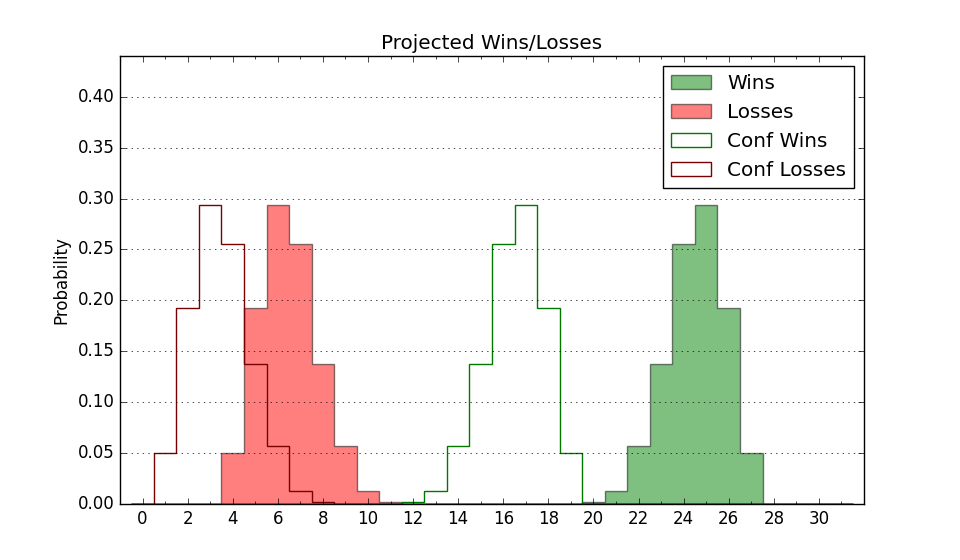 Projected Wins/Losses
Wins
Losses
Conf Wins
Conf Losses
Probability
0.40
0.35
0.30
0.25
0.20
0.15
0.10
0.05
0.00
0 2 4 6 8 10 12 14 16 18 20 22 24 26 28 30